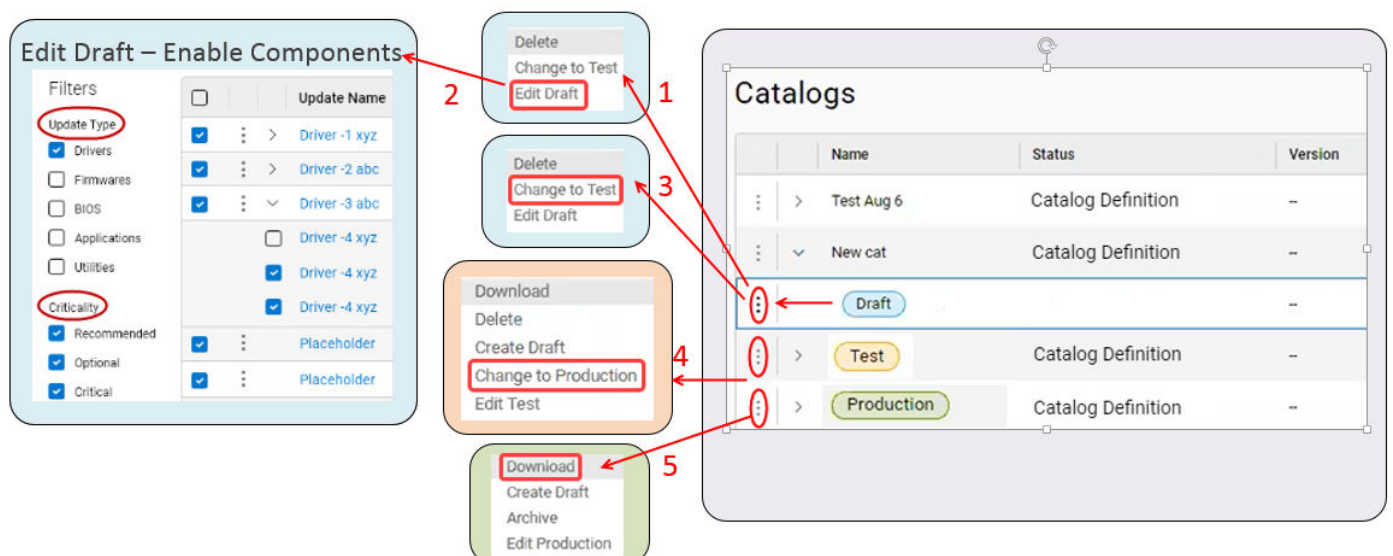 Edit Draft – Enable Components
Filters
Update Type
Drivers
Firmwares
BIOS
Applications
Utilities
Criticality
Recommended
Optional
Critical
Update Name
Driver -1 xyz
Driver -2 abc
Driver -3 abc
Driver -4 xyz
Driver -4 xyz
Driver -4 xyz
Placeholder
Placeholder
2
Delete
Change to Test
Edit Draft
1
Delete
Change to Test
Edit Draft
3
Download
Delete
Create Draft
Change to Production
Edit Test
4
Download
Create Draft
Archive
Edit Production
5
Catalogs
Name Status Version
Test Aug 6 Catalog Definition --
New cat Catalog Definition --
Draft --
Test Catalog Definition --
Production Catalog Definition --